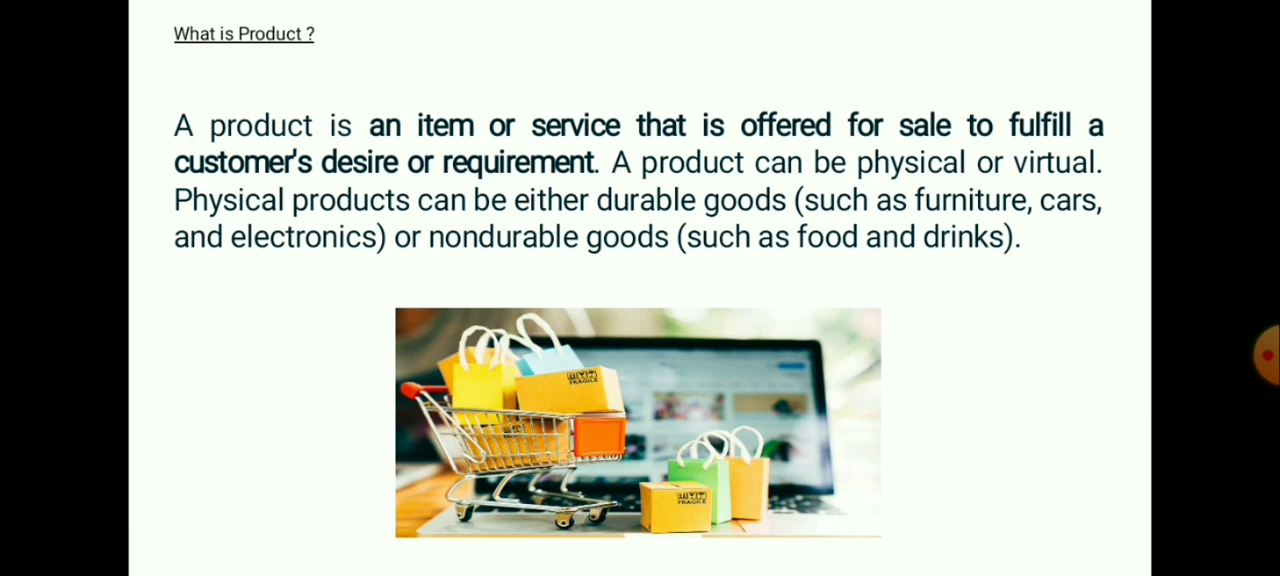 What is Product ?
A product is an item or service that is offered for sale to fulfill a
customer's desire or requirement. A product can be physical or virtual.
Physical products can be either durable goods (such as furniture, cars,
and electronics) or nondurable goods (such as food and drinks).
FRAGILE
FRAGILE